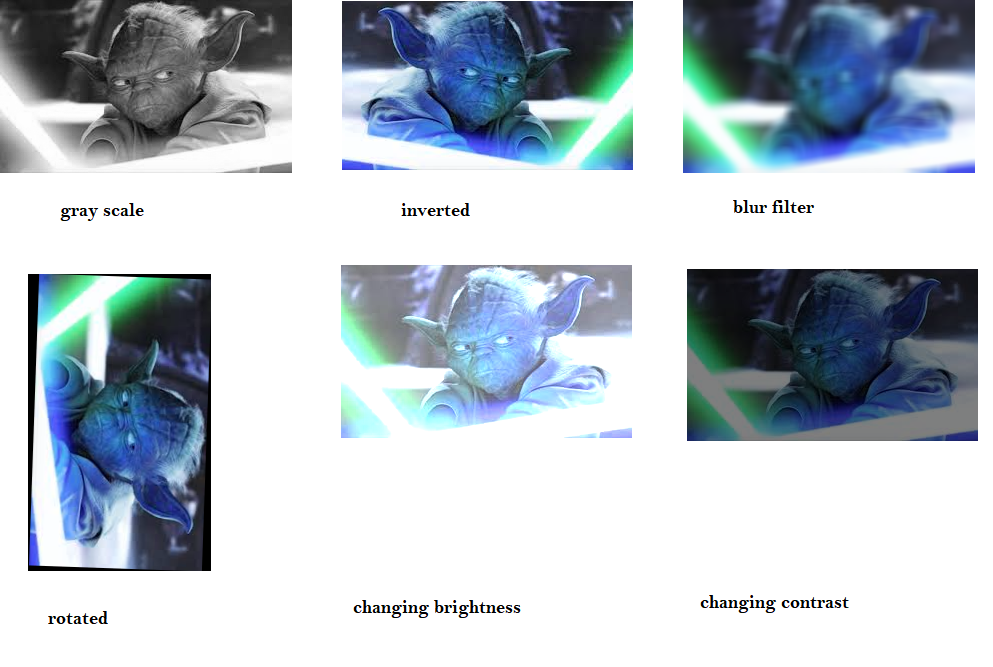 gray scale
inverted
blur filter
rotated
changing brightness
changing contrast